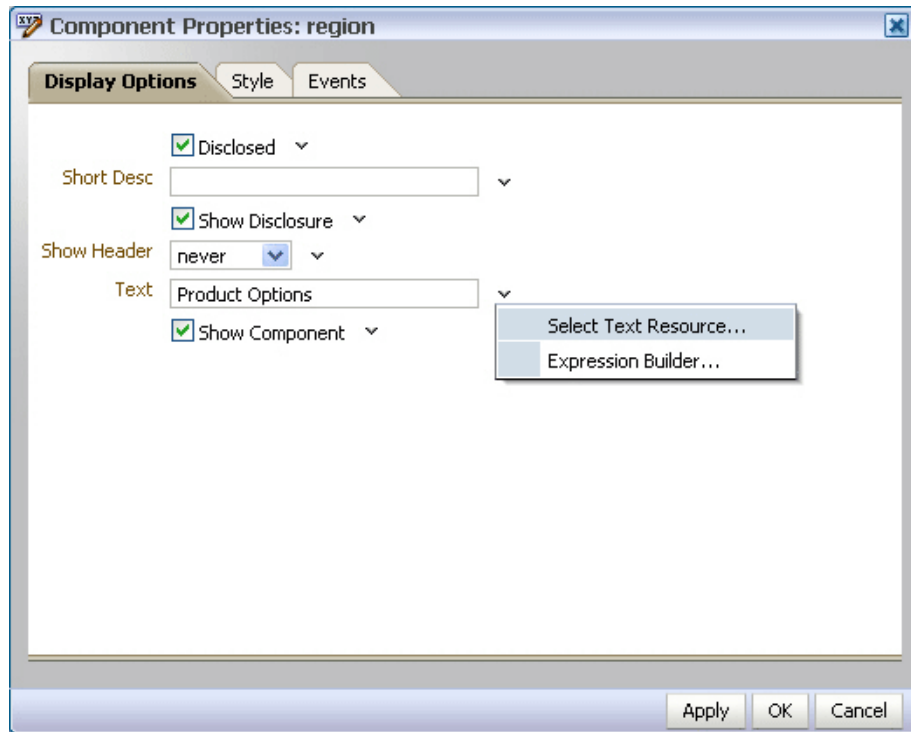 Component Properties: region
Display Options Style Events
Disclosed
Short Desc
Show Disclosure
Show Header never
Text Product Options
Select Text Resource...
Show Component
Expression Builder...
Apply OK Cancel